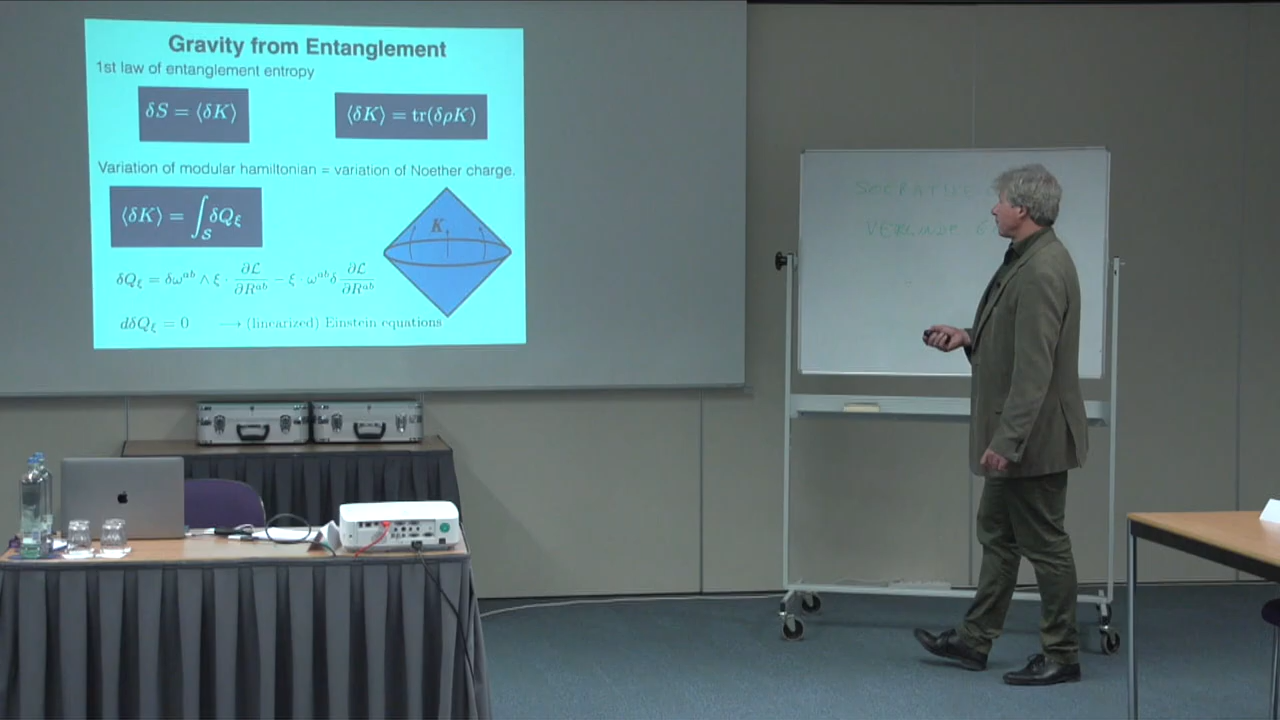 Gravity from Entanglement
1st law of entanglement entropy
δS = ⟨δK⟩
⟨δK⟩ = tr(δρK)
Variation of modular hamiltonian = variation of Noether charge.
⟨δK⟩ = ∫_S δQ_ξ
K
δQ_ξ = δω^{ab} ∧ ξ · ∂ℒ/∂R^{ab} − ξ · ω^{ab} δ ∂ℒ/∂R^{ab}
dδQ_ξ = 0 → (linearized) Einstein equations